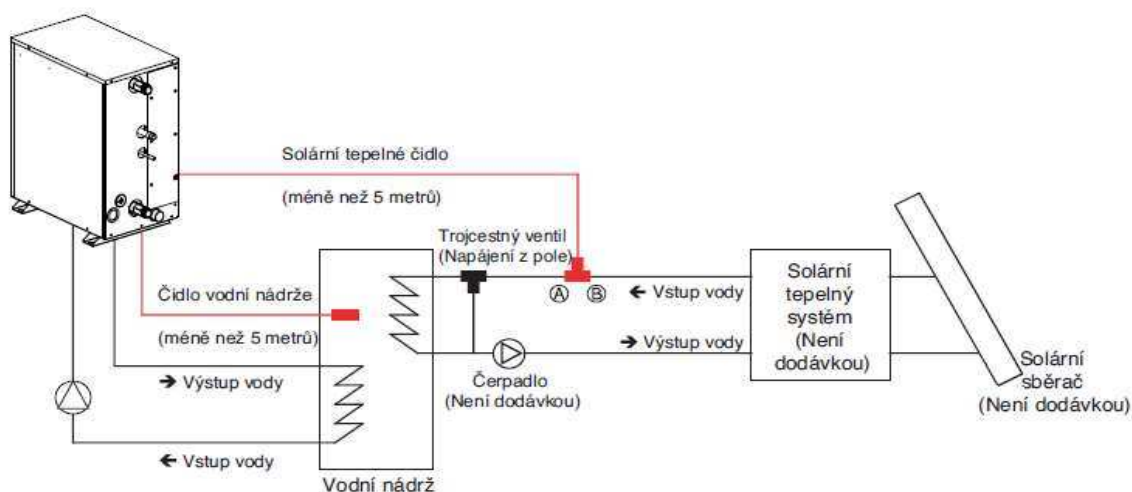 Solární tepelné čidlo
(méně než 5 metrů)
Trojcestný ventil
(Napájení z pole)
Čidlo vodní nádrže
(méně než 5 metrů)
Ⓐ Ⓑ
← Vstup vody
Solární
tepelný
systém
(Není
dodávkou)
→ Výstup vody
Solární
sběrač
(Není dodávkou)
→ Výstup vody
Čerpadlo
(Není dodávkou)
← Vstup vody
Vodní nádrž